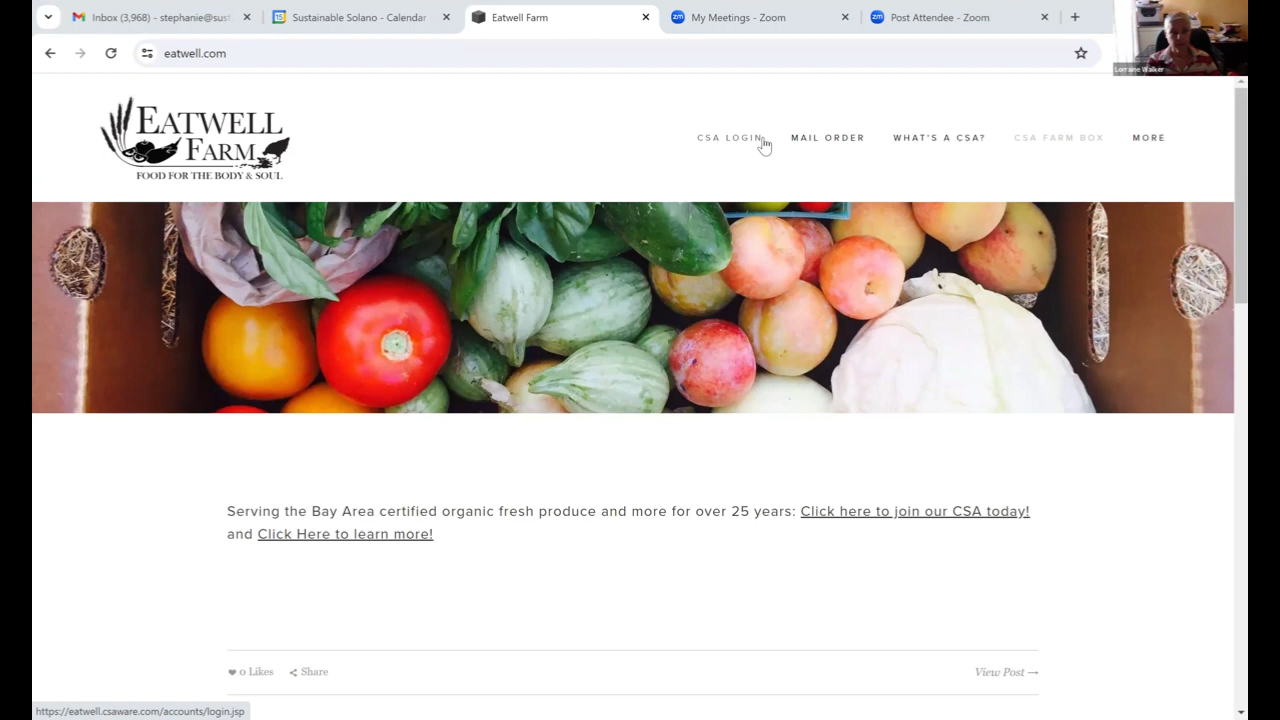 Inbox (3,968) - stephanie@sust
Sustainable Solano - Calendar
Eatwell Farm
My Meetings - Zoom
Post Attendee - Zoom
Lorraine Walker
eatwell.com
EATWELL
FARM
FOOD FOR THE BODY & SOUL
CSA LOGIN
MAIL ORDER
WHAT'S A CSA?
CSA FARM BOX
MORE
Serving the Bay Area certified organic fresh produce and more for over 25 years: Click here to join our CSA today!
and Click Here to learn more!
0 Likes
Share
View Post →
https://eatwell.csaware.com/accounts/login.jsp